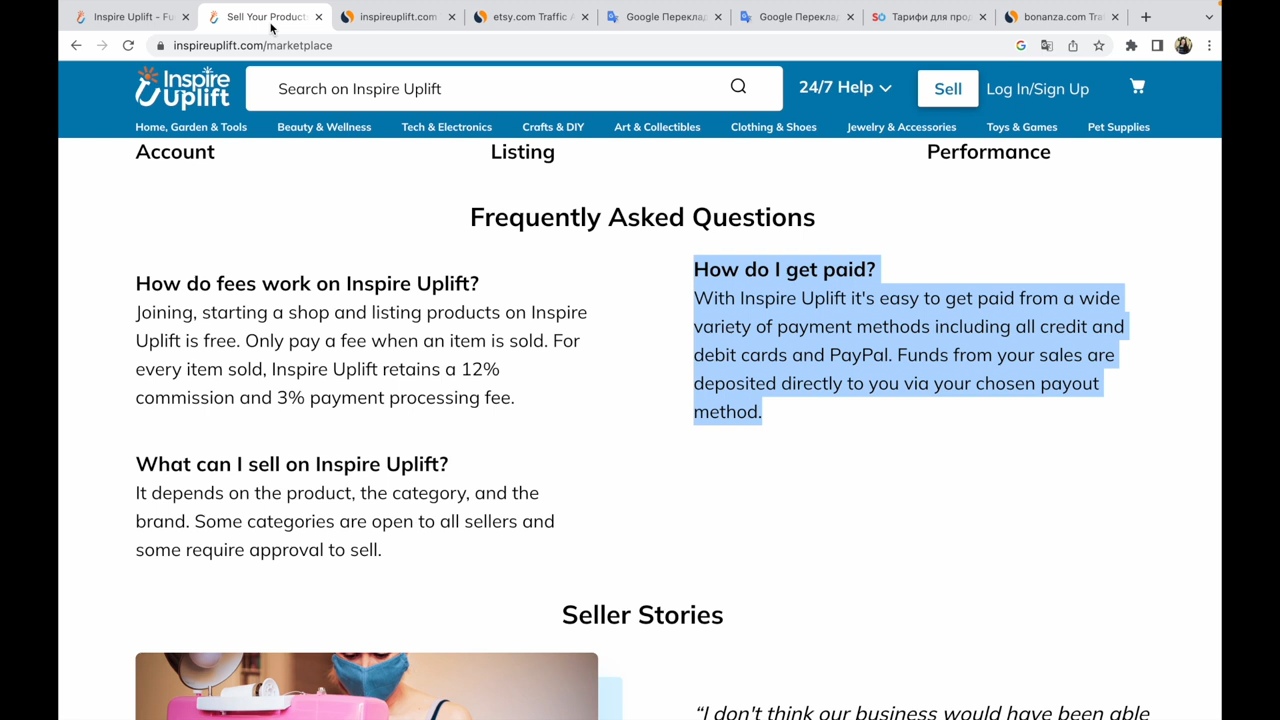 Inspire Uplift - Fu
Sell Your Product
inspireuplift.com
etsy.com Traffic A
Google Переклад
Google Переклад
Тарифи для про
bonanza.com Tra
inspireuplift.com/marketplace
Inspire Uplift
Search on Inspire Uplift
24/7 Help
Sell
Log In/Sign Up
Home, Garden & Tools
Beauty & Wellness
Tech & Electronics
Crafts & DIY
Art & Collectibles
Clothing & Shoes
Jewelry & Accessories
Toys & Games
Pet Supplies
Account
Listing
Performance
Frequently Asked Questions
How do fees work on Inspire Uplift?
Joining, starting a shop and listing products on Inspire
Uplift is free. Only pay a fee when an item is sold. For
every item sold, Inspire Uplift retains a 12%
commission and 3% payment processing fee.
How do I get paid?
With Inspire Uplift it's easy to get paid from a wide
variety of payment methods including all credit and
debit cards and PayPal. Funds from your sales are
deposited directly to you via your chosen payout
method.
What can I sell on Inspire Uplift?
It depends on the product, the category, and the
brand. Some categories are open to all sellers and
some require approval to sell.
Seller Stories
“I don't think our business would have been able